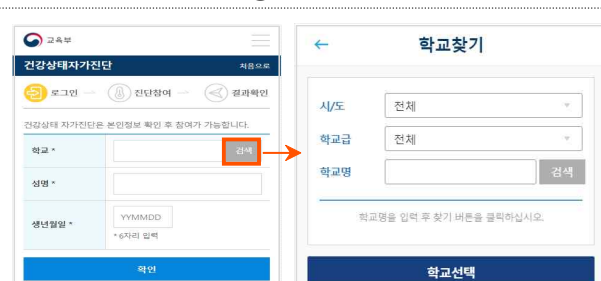 교육부
건강상태자가진단 처음으로
로그인 진단참여 결과확인
건강상태 자가진단은 본인정보 확인 후 참여가 가능합니다.
학교 * 검색
성명 *
생년월일 * YYMMDD
* 6자리 입력
확인
학교찾기
시/도 전체
학교급 전체
학교명 검색
학교명을 입력 후 찾기 버튼을 클릭하십시오.
학교선택